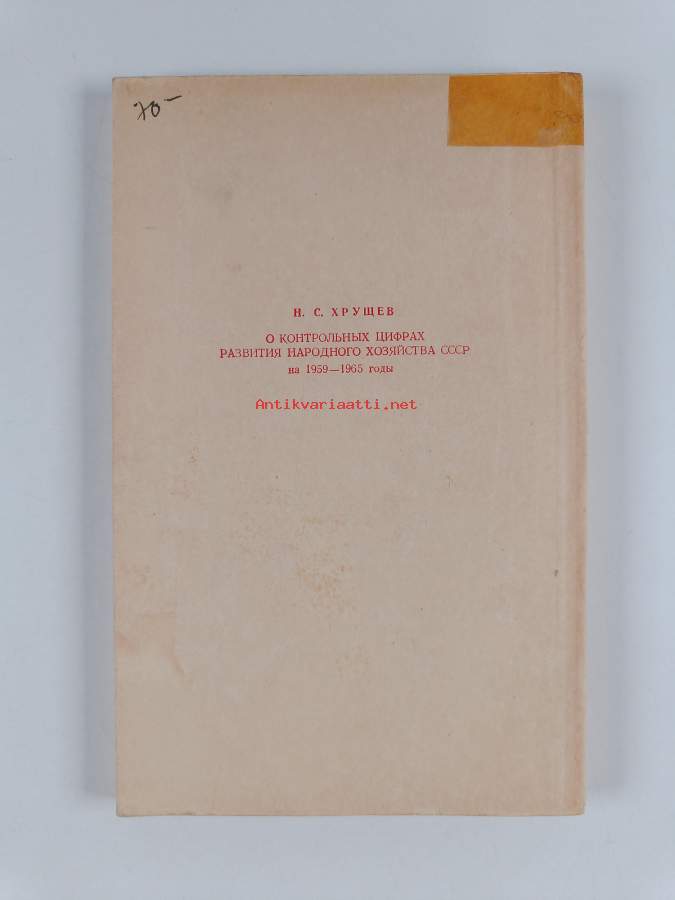 70-
Н. С. ХРУЩЕВ
О КОНТРОЛЬНЫХ ЦИФРАХ
РАЗВИТИЯ НАРОДНОГО ХОЗЯЙСТВА СССР
на 1959—1965 годы
Antikvariaatti.net